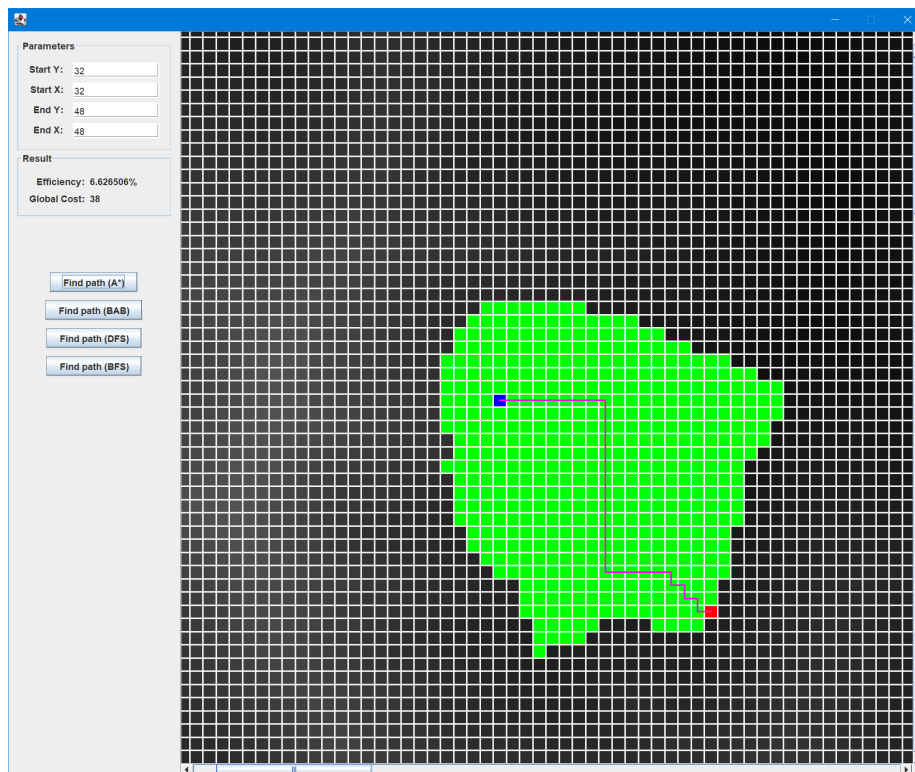 Parameters
Start Y: 32
Start X: 32
End Y: 48
End X: 48
Result
Efficiency: 6.626506%
Global Cost: 38
Find path (A*)
Find path (BAB)
Find path (DFS)
Find path (BFS)